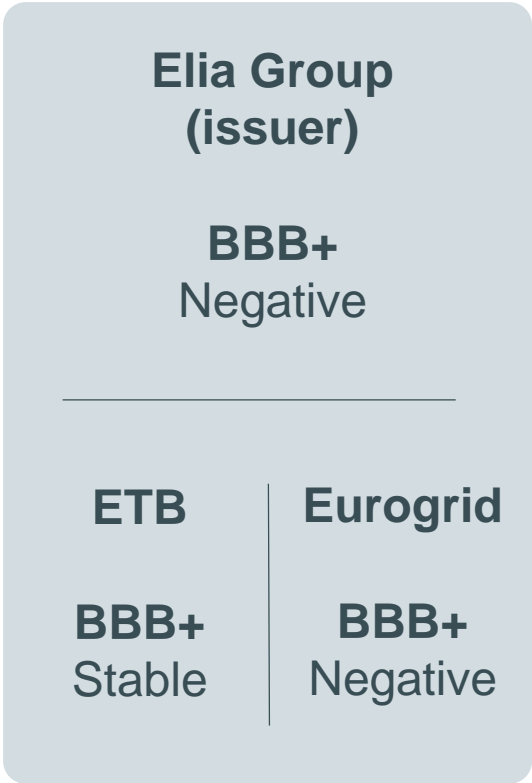 Elia Group
(issuer)
BBB+
Negative
ETB
BBB+
Stable
Eurogrid
BBB+
Negative